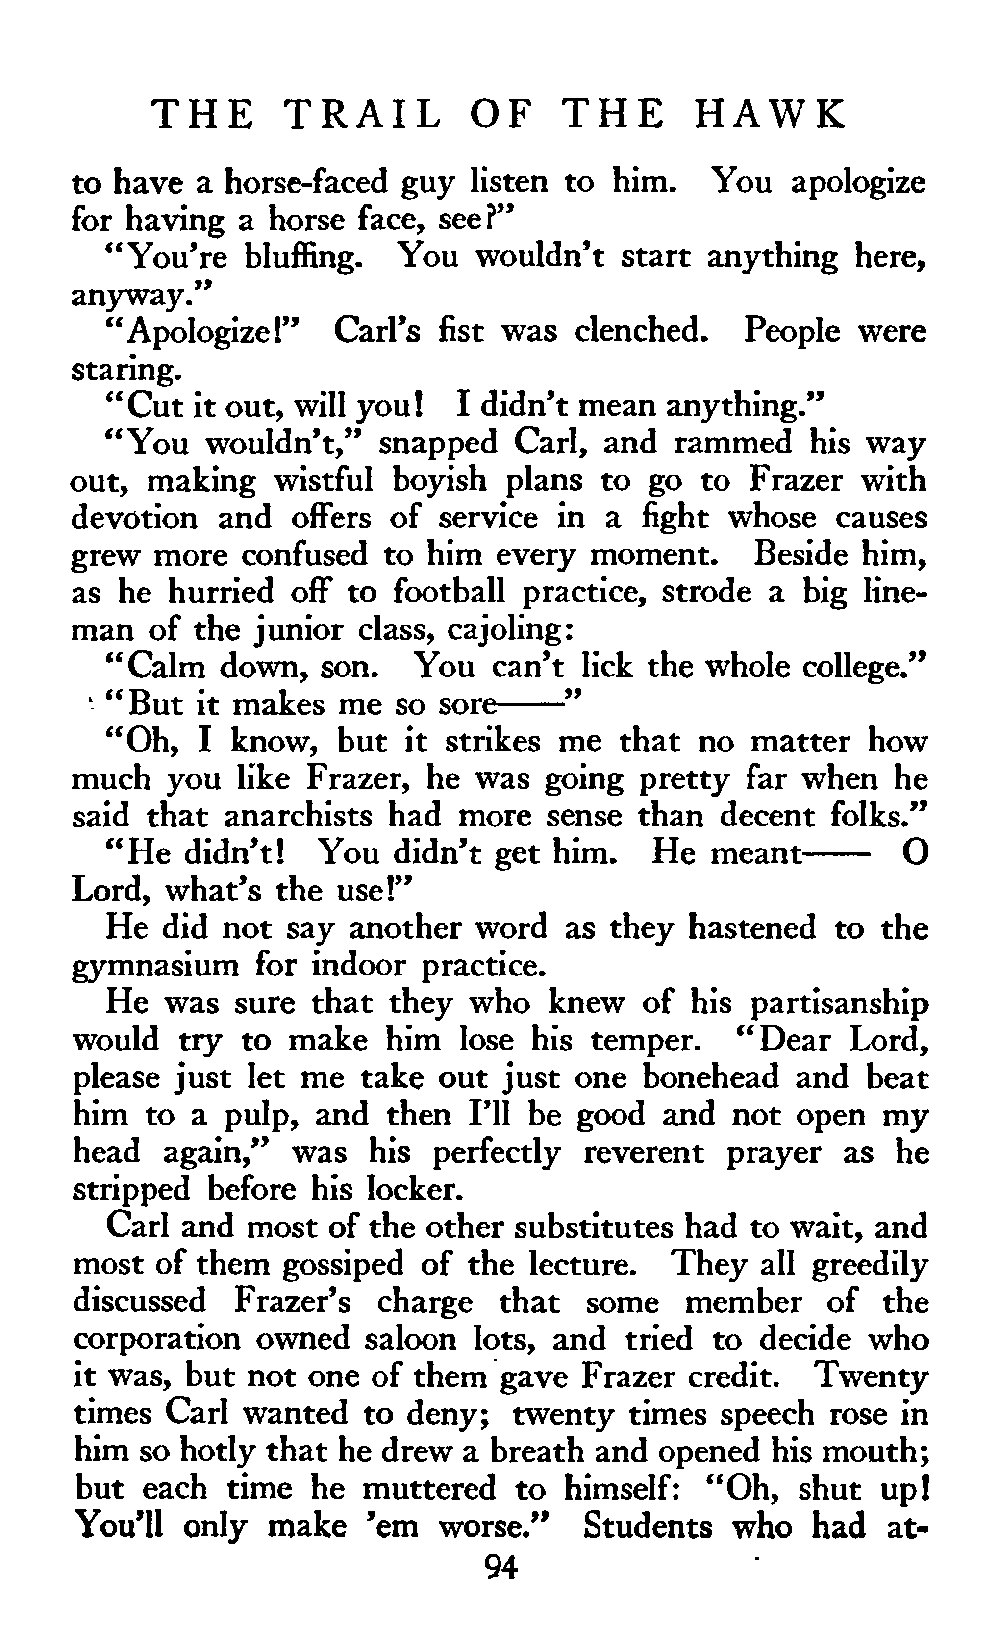 THE TRAIL OF THE HAWK
to have a horse-faced guy listen to him. You apologize
for having a horse face, see?”
“You’re bluffing. You wouldn’t start anything here,
anyway.”
“Apologize!” Carl’s fist was clenched. People were
staring.
“Cut it out, will you! I didn’t mean anything.”
“You wouldn’t,” snapped Carl, and rammed his way
out, making wistful boyish plans to go to Frazer with
devotion and offers of service in a fight whose causes
grew more confused to him every moment. Beside him,
as he hurried off to football practice, strode a big line-
man of the junior class, cajoling:
“Calm down, son. You can’t lick the whole college.”
“But it makes me so sore——”
“Oh, I know, but it strikes me that no matter how
much you like Frazer, he was going pretty far when he
said that anarchists had more sense than decent folks.”
“He didn’t! You didn’t get him. He meant—— O
Lord, what’s the use!”
He did not say another word as they hastened to the
gymnasium for indoor practice.
He was sure that they who knew of his partisanship
would try to make him lose his temper. “Dear Lord,
please just let me take out just one bonehead and beat
him to a pulp, and then I’ll be good and not open my
head again,” was his perfectly reverent prayer as he
stripped before his locker.
Carl and most of the other substitutes had to wait, and
most of them gossiped of the lecture. They all greedily
discussed Frazer’s charge that some member of the
corporation owned saloon lots, and tried to decide who
it was, but not one of them gave Frazer credit. Twenty
times Carl wanted to deny; twenty times speech rose in
him so hotly that he drew a breath and opened his mouth;
but each time he muttered to himself: “Oh, shut up!
You’ll only make ’em worse.” Students who had at-
94